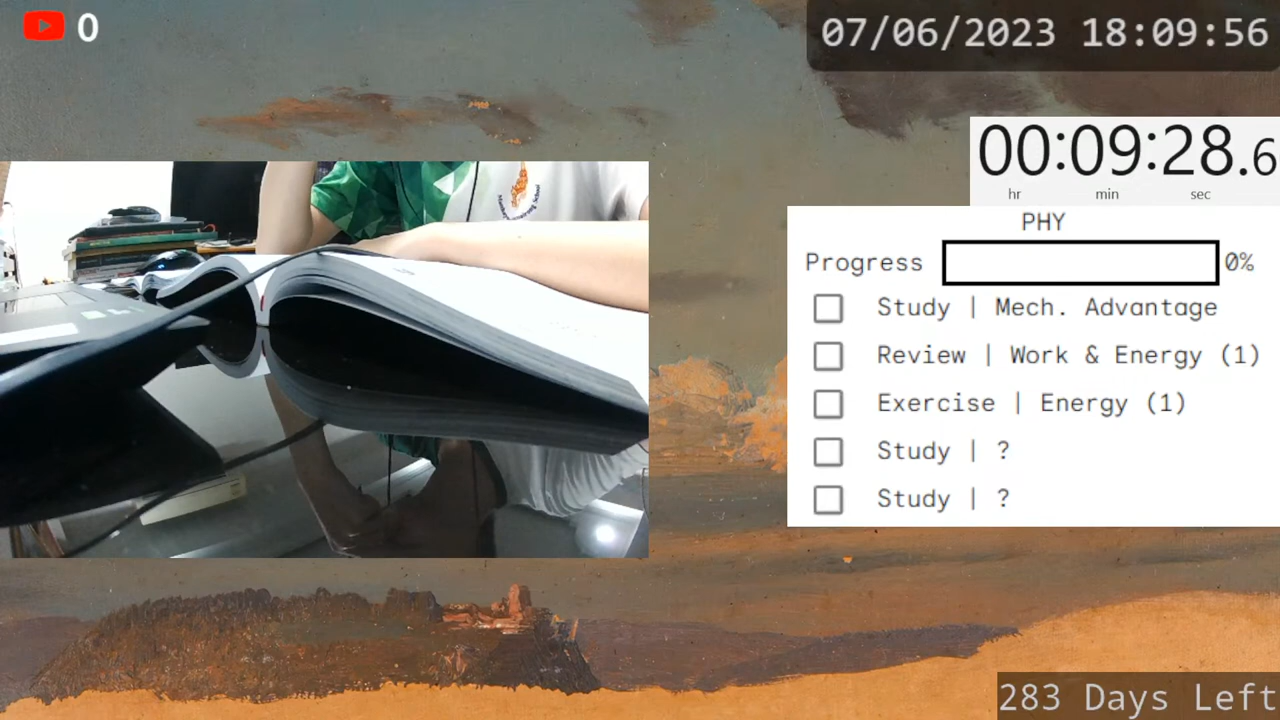 0
07/06/2023 18:09:56
00:09:28.6
hr min sec
PHY
Progress 0%
Study | Mech. Advantage
Review | Work & Energy (1)
Exercise | Energy (1)
Study | ?
Study | ?
283 Days Left